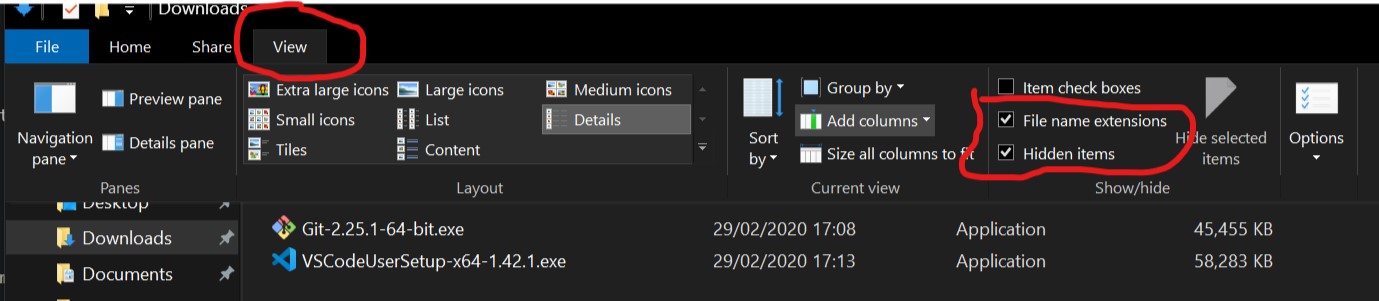 Downloads
File
Home
Share
View
Navigation pane
Preview pane
Details pane
Panes
Extra large icons
Large icons
Medium icons
Small icons
List
Details
Tiles
Content
Layout
Sort by
Group by
Add columns
Size all columns to fit
Current view
Item check boxes
File name extensions
Hidden items
Hide selected items
Show/hide
Options
Desktop
Downloads
Documents
Git-2.25.1-64-bit.exe 29/02/2020 17:08 Application 45,455 KB
VSCodeUserSetup-x64-1.42.1.exe 29/02/2020 17:13 Application 58,283 KB